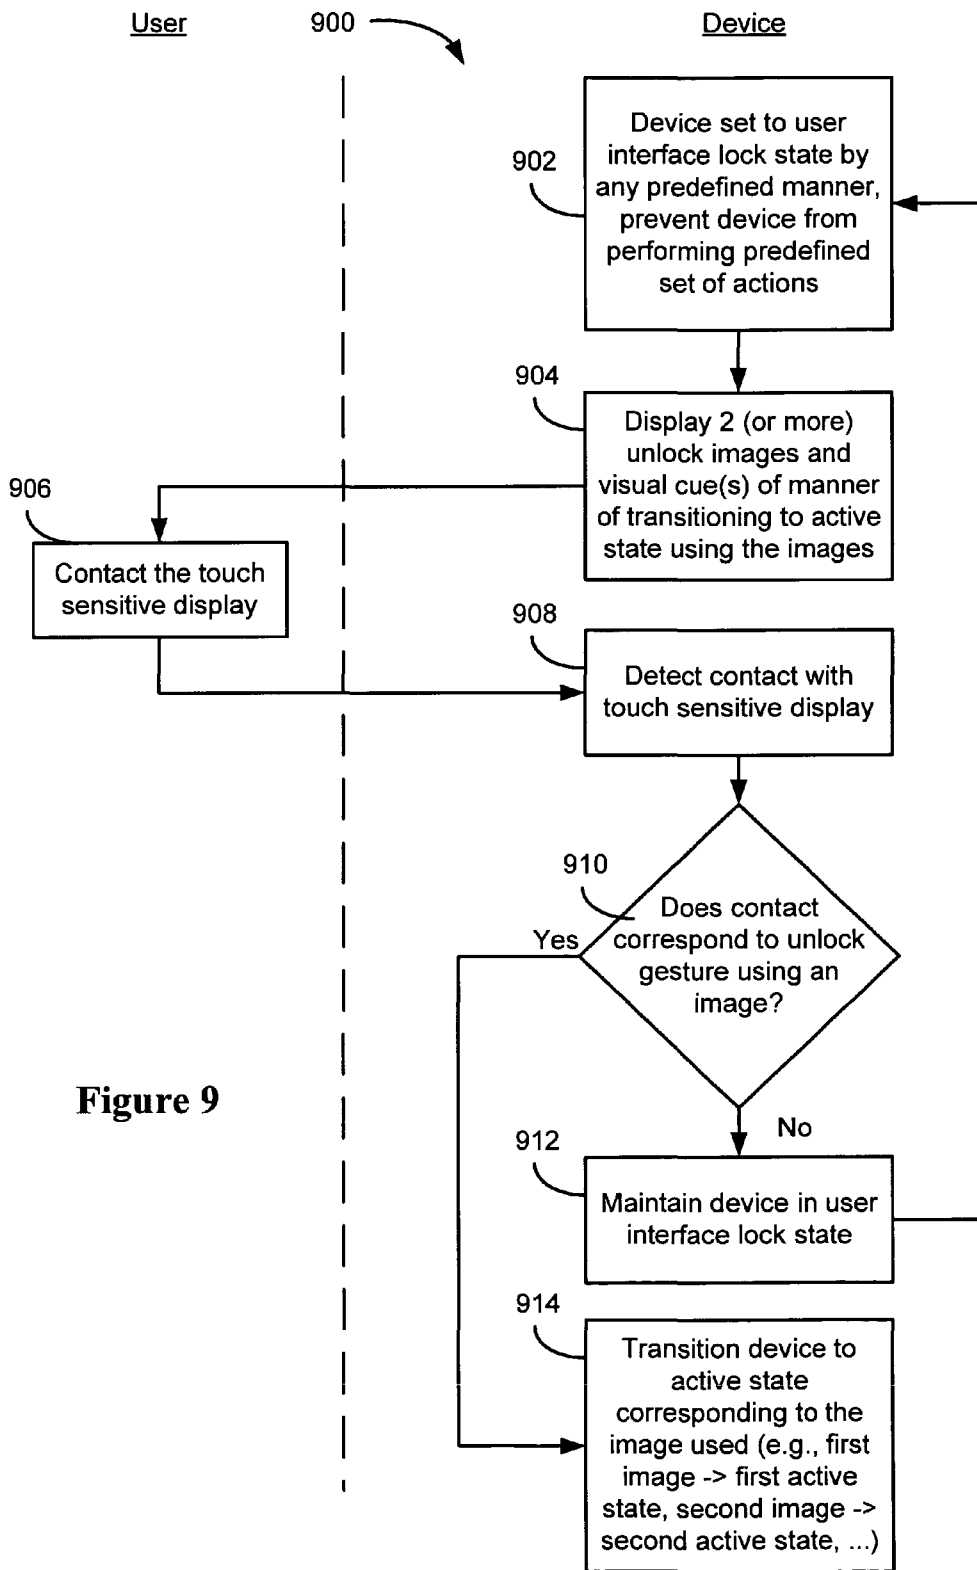 User
900
Device
902
Device set to user
interface lock state by
any predefined manner,
prevent device from
performing predefined
set of actions
904
Display 2 (or more)
unlock images and
visual cue(s) of manner
of transitioning to active
state using the images
906
Contact the touch
sensitive display
908
Detect contact with
touch sensitive display
910
Does contact
correspond to unlock
gesture using an
image?
Yes
No
Figure 9
912
Maintain device in user
interface lock state
914
Transition device to
active state
corresponding to the
image used (e.g., first
image -> first active
state, second image ->
second active state, ...)